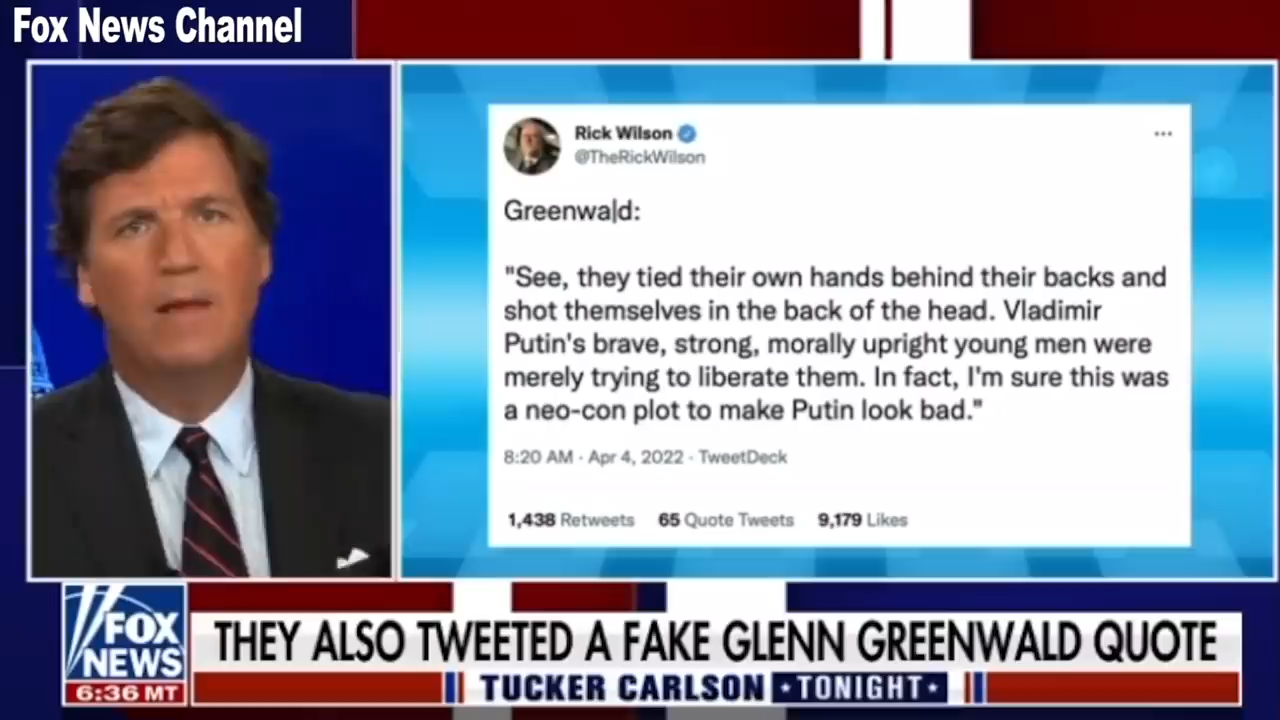 Fox News Channel
Rick Wilson
@TheRickWilson
Greenwald:
"See, they tied their own hands behind their backs and
shot themselves in the back of the head. Vladimir
Putin's brave, strong, morally upright young men were
merely trying to liberate them. In fact, I'm sure this was
a neo-con plot to make Putin look bad."
8:20 AM · Apr 4, 2022 · TweetDeck
1,438 Retweets 65 Quote Tweets 9,179 Likes
FOX
NEWS
6:36 MT
THEY ALSO TWEETED A FAKE GLENN GREENWALD QUOTE
TUCKER CARLSON TONIGHT